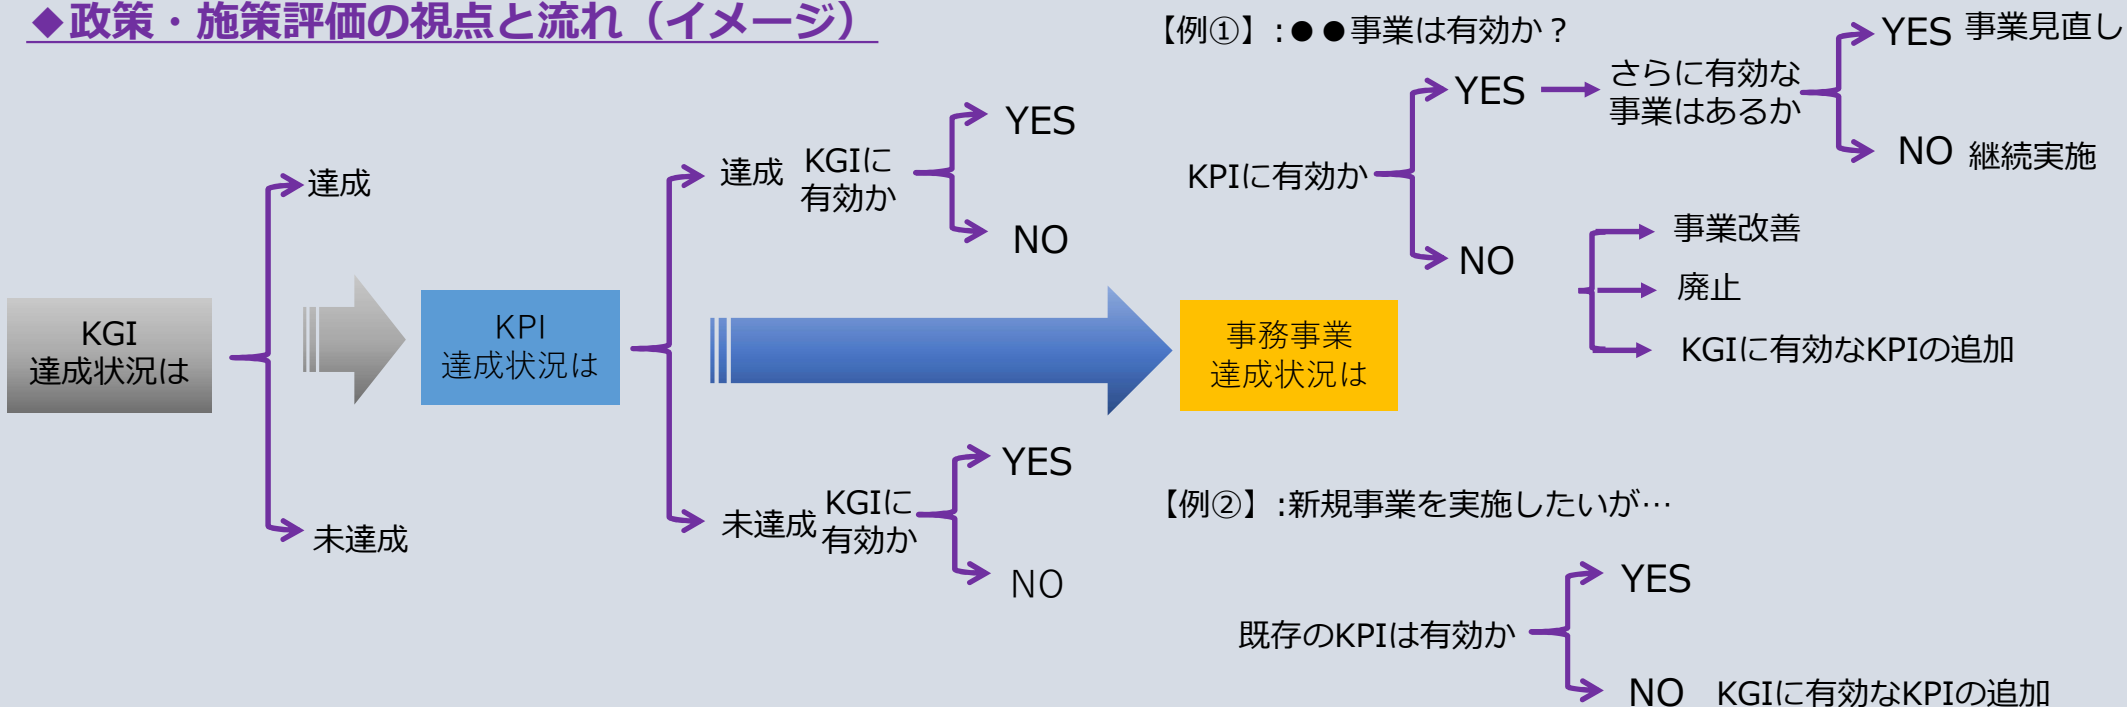 ◆政策・施策評価の視点と流れ（イメージ）
KGI
達成状況は
達成
未達成
KPI
達成状況は
達成
KGIに
有効か
YES
NO
未達成
KGIに
有効か
YES
NO
事務事業
達成状況は
【例①】:●●事業は有効か？
KPIに有効か
YES
さらに有効な
事業はあるか
YES 事業見直し
NO 継続実施
NO
事業改善
廃止
KGIに有効なKPIの追加
【例②】:新規事業を実施したいが…
既存のKPIは有効か
YES
NO KGIに有効なKPIの追加